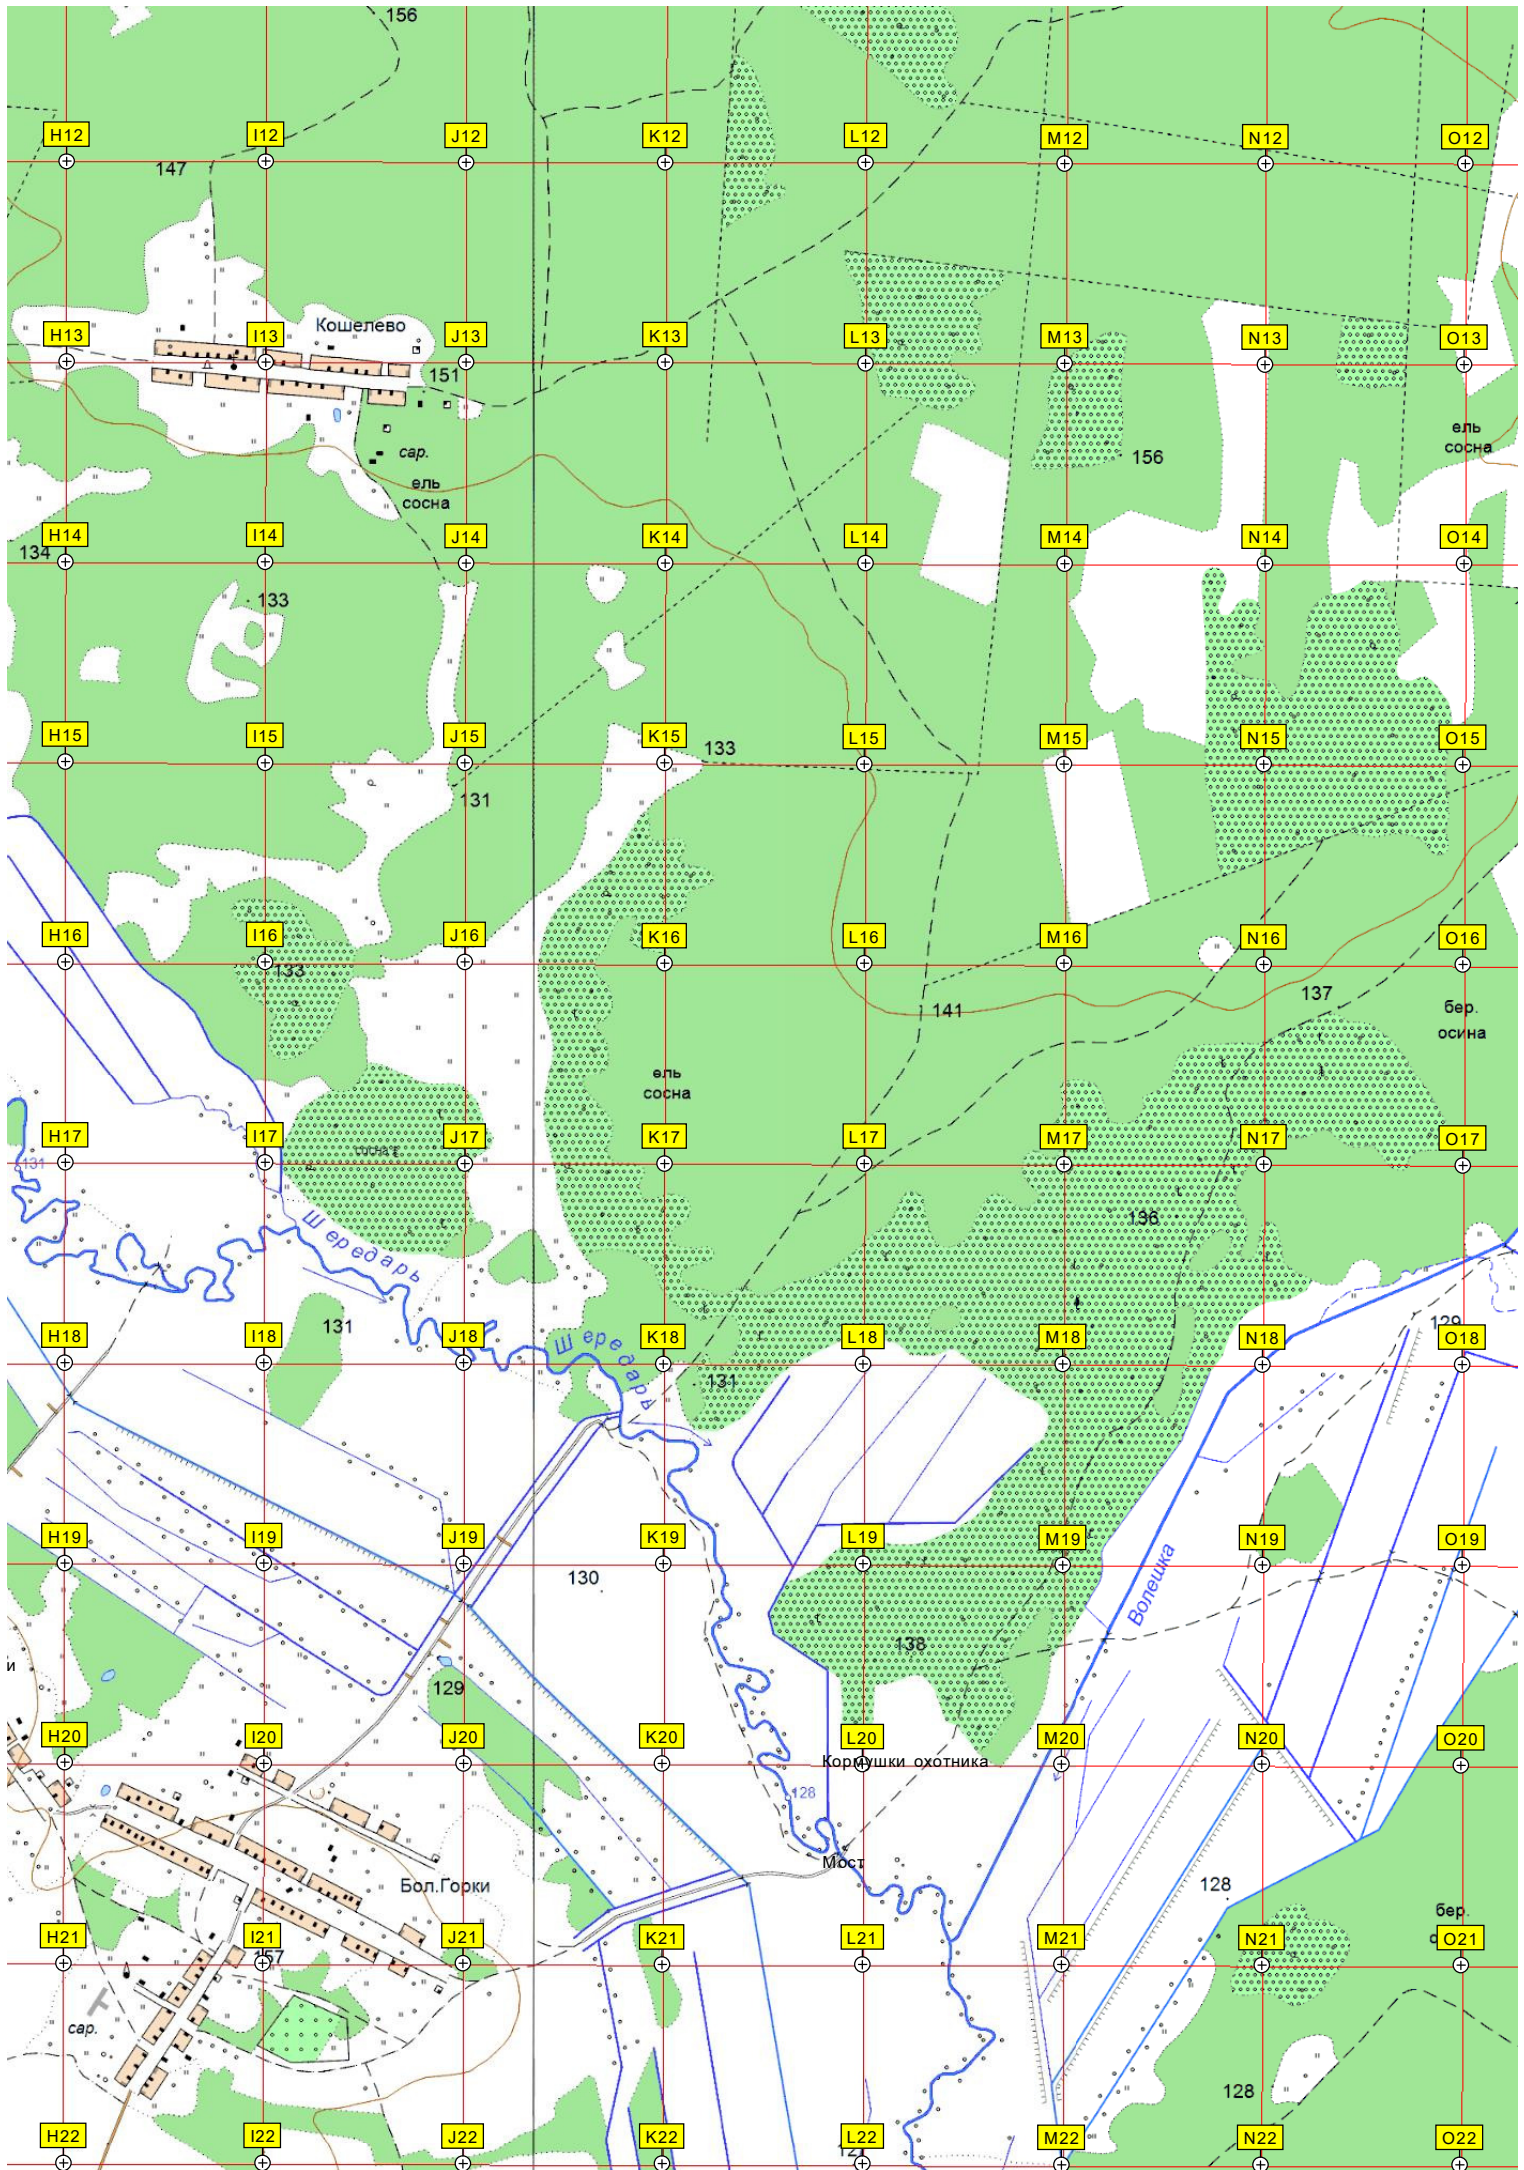 156
H12 I12 J12 K12 L12 M12 N12 O12
147
Кошелево
H13 I13 J13 K13 L13 M13 N13 O13
151
сар.
ель
сосна
156
ель
сосна
H14 I14 J14 K14 L14 M14 N14 O14
134
133
H15 I15 J15 K15 L15 M15 N15 O15
133
131
H16 I16 J16 K16 L16 M16 N16 O16
133
137
141
бер.
осина
ель
сосна
H17 I17 J17 K17 L17 M17 N17 O17
сосна
131
136
Шередарь
131
129
H18 I18 J18 K18 L18 M18 N18 O18
Шередарь
131
H19 I19 J19 K19 L19 M19 N19 O19
130
Волешка
138
и
129
H20 I20 J20 K20 L20 M20 N20 O20
Кормушки охотника
128
Мост
Бол.Горки
128
бер.
H21 I21 J21 K21 L21 M21 N21 O21
157
сар.
128
H22 I22 J22 K22 L22 M22 N22 O22